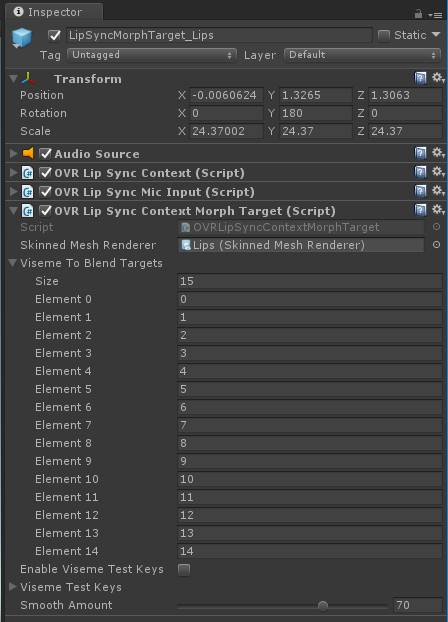 Inspector
LipSyncMorphTarget_Lips Static
Tag Untagged Layer Default
Transform
Position X -0.0060624 Y 1.3265 Z 1.3063
Rotation X 0 Y 180 Z 0
Scale X 24.37002 Y 24.37 Z 24.37
Audio Source
OVR Lip Sync Context (Script)
OVR Lip Sync Mic Input (Script)
OVR Lip Sync Context Morph Target (Script)
Script OVRLipSyncContextMorphTarget
Skinned Mesh Renderer Lips (Skinned Mesh Renderer)
Viseme To Blend Targets
Size 15
Element 0 0
Element 1 1
Element 2 2
Element 3 3
Element 4 4
Element 5 5
Element 6 6
Element 7 7
Element 8 8
Element 9 9
Element 10 10
Element 11 11
Element 12 12
Element 13 13
Element 14 14
Enable Viseme Test Keys
Viseme Test Keys
Smooth Amount 70